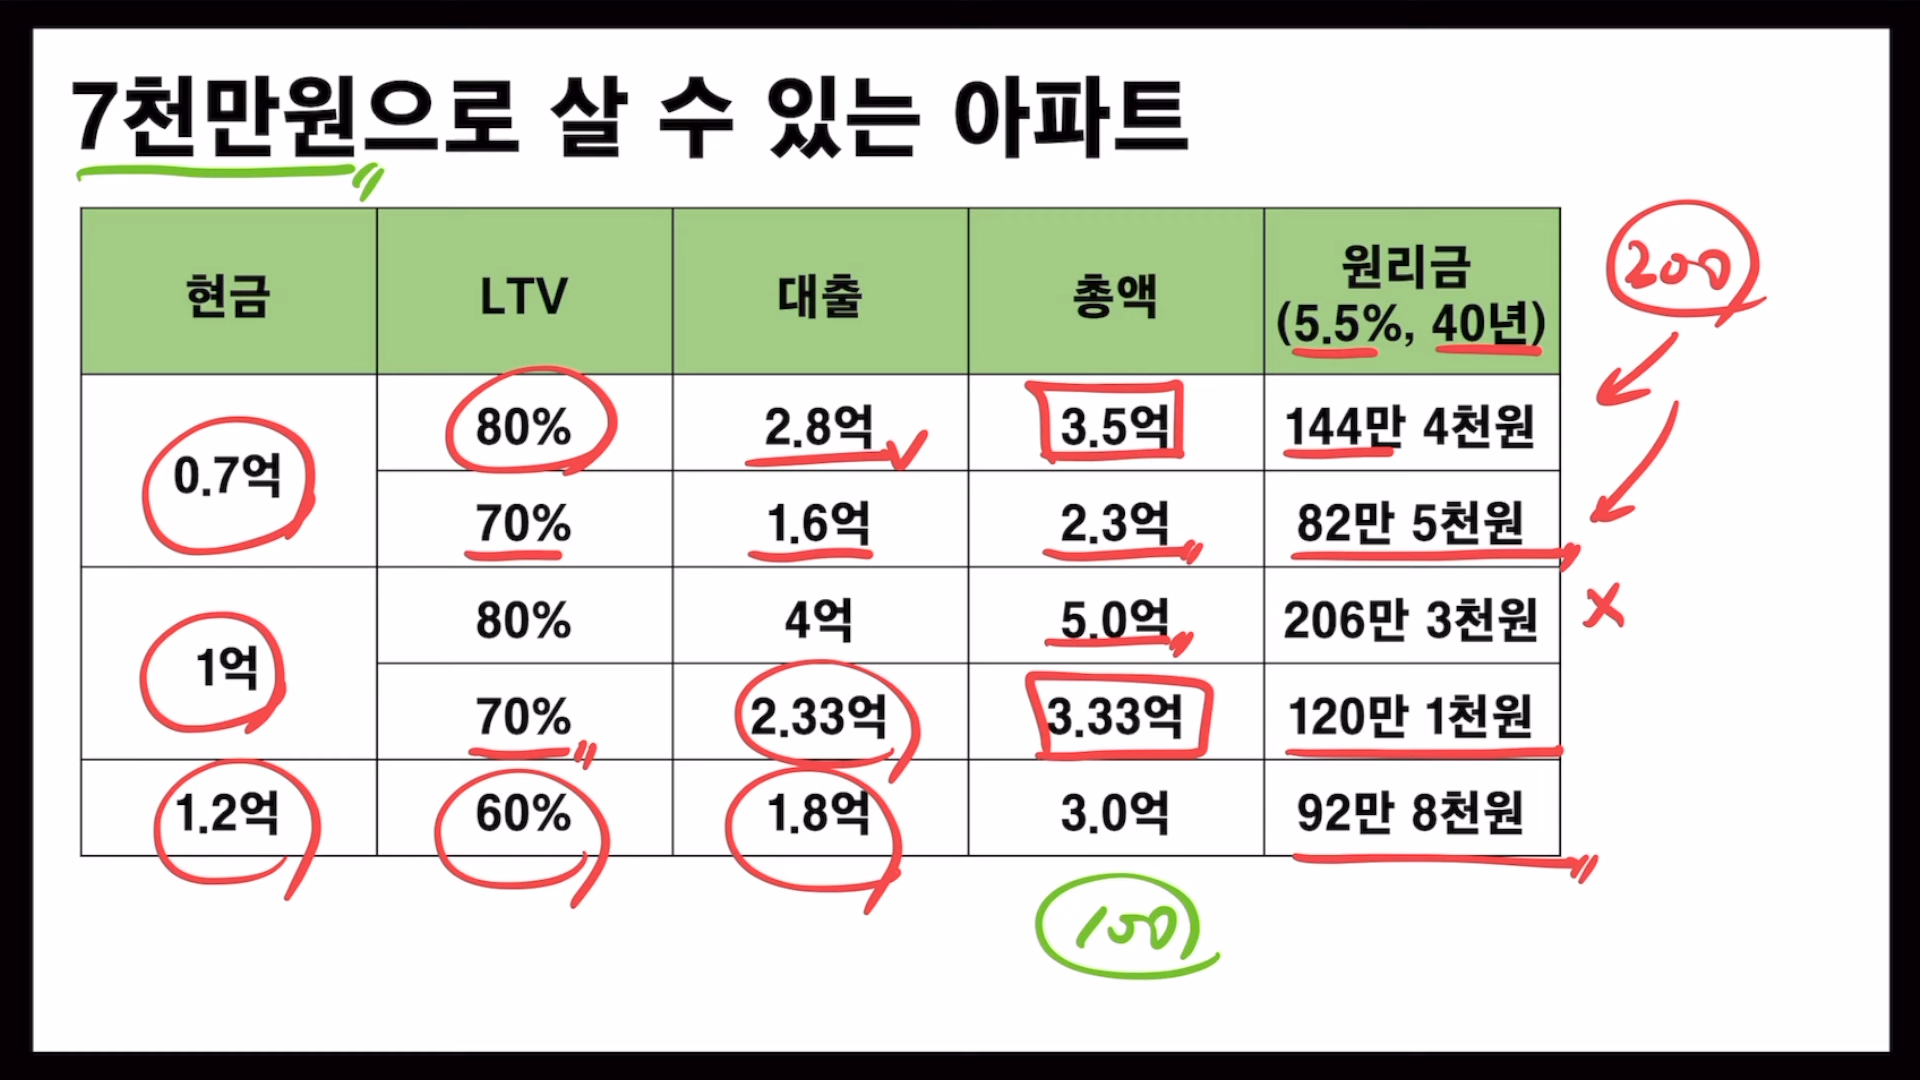 7천만원으로 살 수 있는 아파트
현금 LTV 대출 총액 원리금
(5.5%, 40년)
200
0.7억 80% 2.8억 3.5억 144만 4천원
70% 1.6억 2.3억 82만 5천원
1억 80% 4억 5.0억 206만 3천원
70% 2.33억 3.33억 120만 1천원
1.2억 60% 1.8억 3.0억 92만 8천원
150